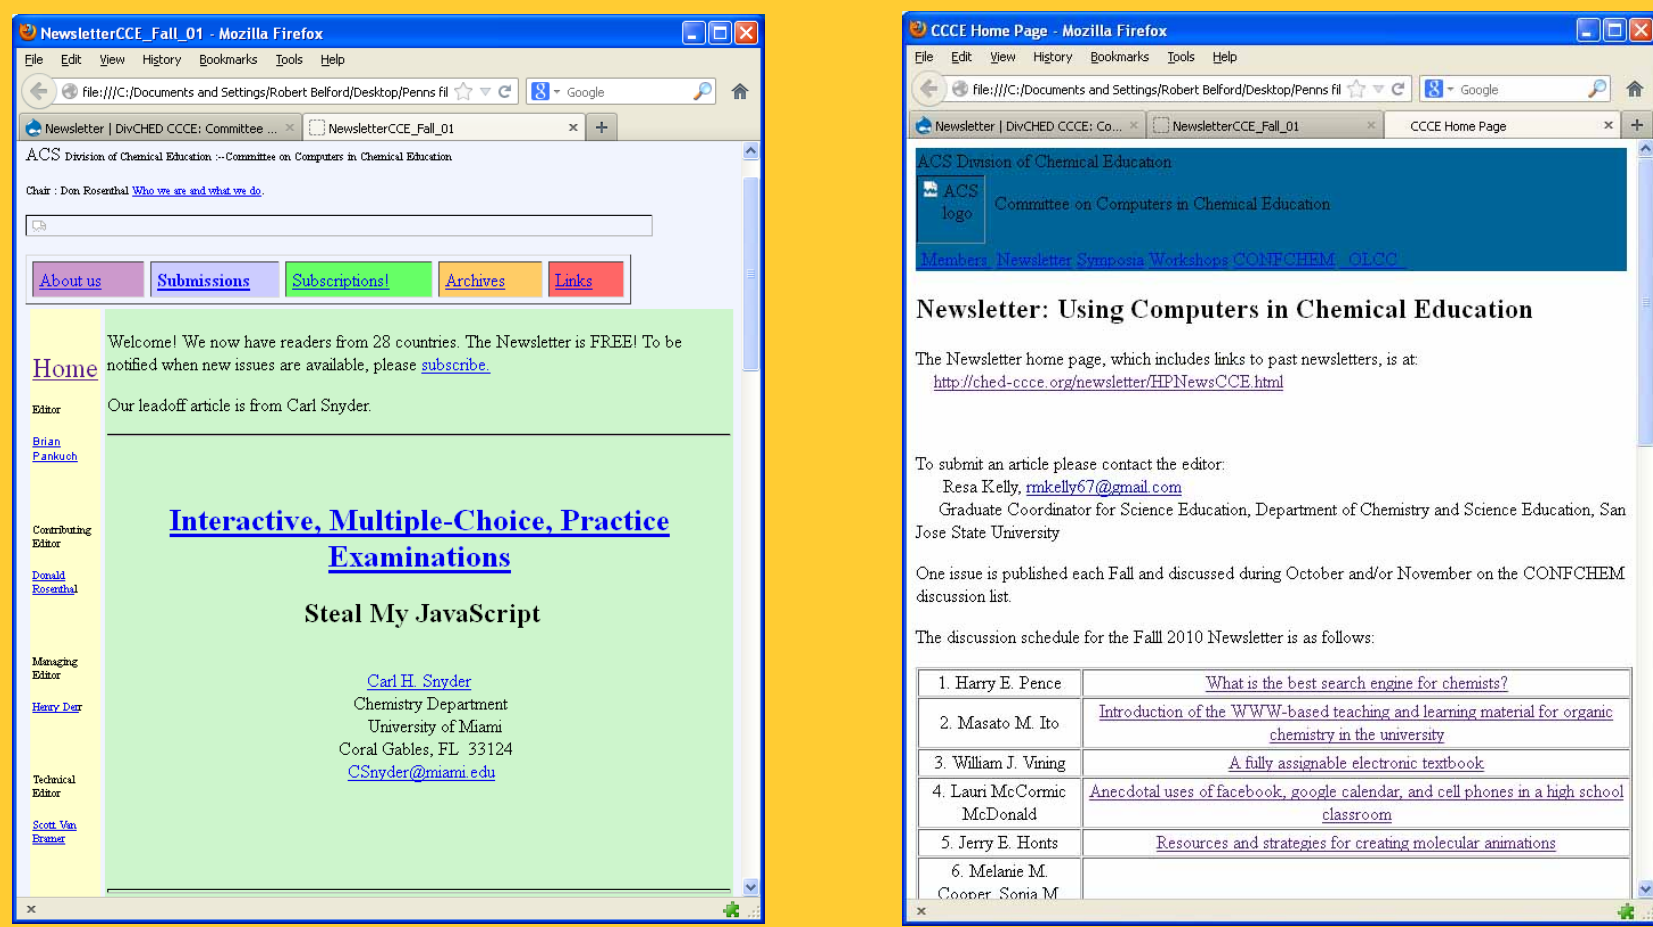 NewsletterCCE_Fall_01 - Mozilla Firefox
File Edit View History Bookmarks Tools Help
file:///C:/Documents and Settings/Robert Belford/Desktop/Penns fil
Google
Newsletter | DivCHED CCCE: Committee ...
NewsletterCCE_Fall_01
ACS Division of Chemical Education :--Committee on Computers in Chemical Education
Chair : Don Rosenthal Who we are and what we do.
About us Submissions Subscriptions! Archives Links
Home
Editor
Brian
Pankuch
Contributing
Editor
Donald
Rosenthal
Managing
Editor
Henry Derr
Technical
Editor
Scott Van
Bramer
Welcome! We now have readers from 28 countries. The Newsletter is FREE! To be
notified when new issues are available, please subscribe.
Our leadoff article is from Carl Snyder.
Interactive, Multiple-Choice, Practice
Examinations
Steal My JavaScript
Carl H. Snyder
Chemistry Department
University of Miami
Coral Gables, FL 33124
CSnyder@miami.edu
CCCE Home Page - Mozilla Firefox
File Edit View History Bookmarks Tools Help
file:///C:/Documents and Settings/Robert Belford/Desktop/Penns fil
Google
Newsletter | DivCHED CCCE: Co...
NewsletterCCE_Fall_01
CCCE Home Page
ACS Division of Chemical Education
ACS
logo
Committee on Computers in Chemical Education
Members Newsletter Symposia Workshops CONFCHEM OLCC
Newsletter: Using Computers in Chemical Education
The Newsletter home page, which includes links to past newsletters, is at:
http://ched-ccce.org/newsletter/HPNewsCCE.html
To submit an article please contact the editor:
Resa Kelly, rmkelly67@gmail.com
Graduate Coordinator for Science Education, Department of Chemistry and Science Education, San
Jose State University
One issue is published each Fall and discussed during October and/or November on the CONFCHEM
discussion list.
The discussion schedule for the Falll 2010 Newsletter is as follows:
1. Harry E. Pence What is the best search engine for chemists?
2. Masato M. Ito Introduction of the WWW-based teaching and learning material for organic
chemistry in the university
3. William J. Vining A fully assignable electronic textbook
4. Lauri McCormic Anecdotal uses of facebook, google calendar, and cell phones in a high school
McDonald classroom
5. Jerry E. Honts Resources and strategies for creating molecular animations
6. Melanie M.
Cooper, Sonia M.